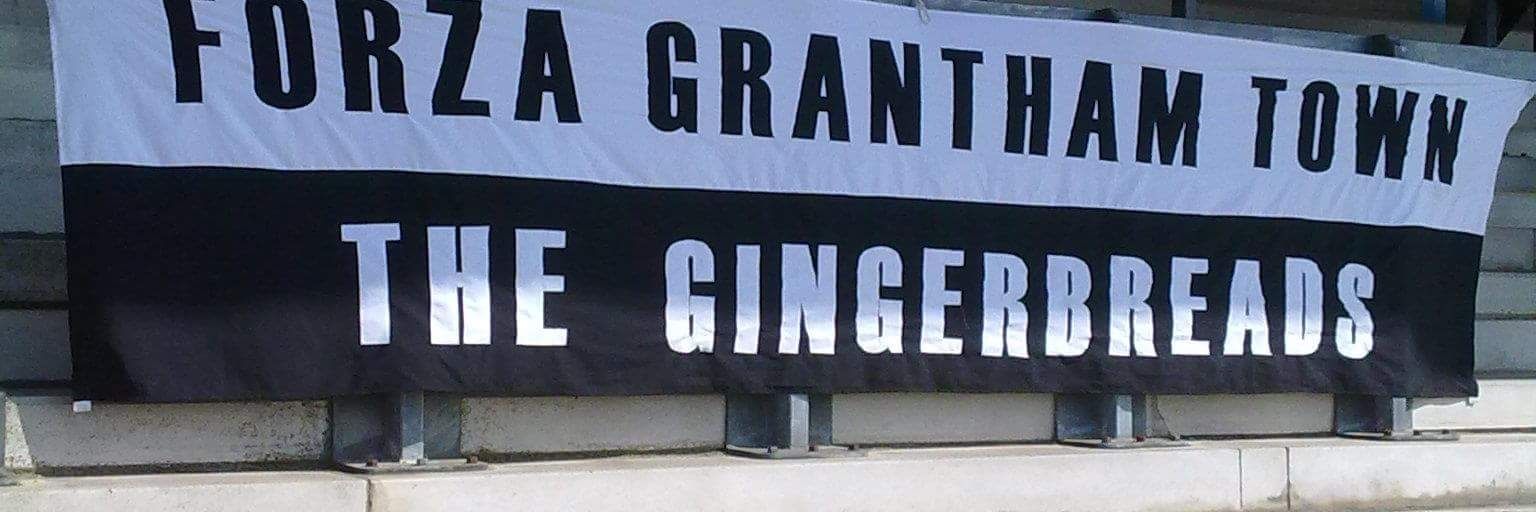 FORZA GRANTHAM TOWN
THE GINGERBREADS